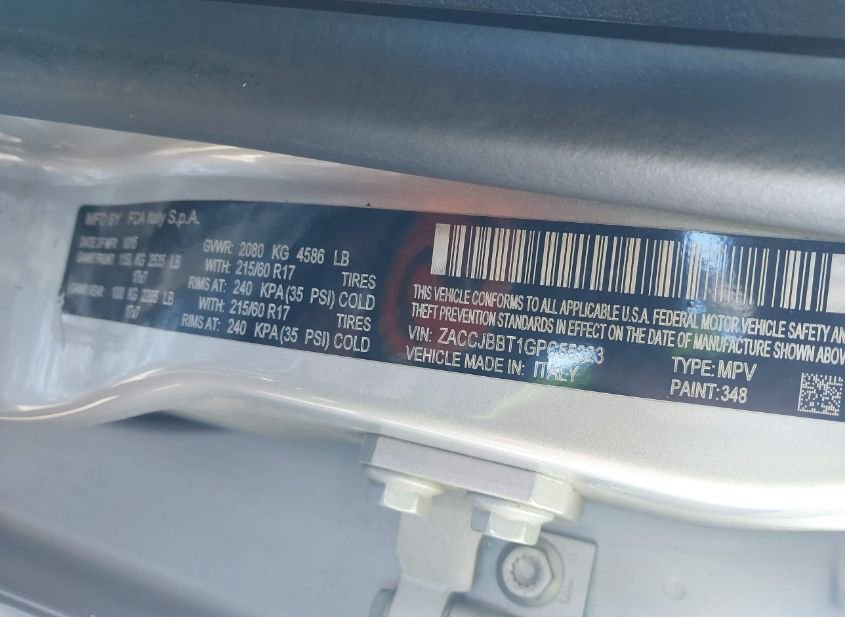 MFD BY FCA Italy S.p.A.
GVWR: 2080 KG 4586 LB
WITH: 215/60 R17 TIRES
RIMS AT: 240 KPA(35 PSI) COLD
WITH: 215/60 R17 TIRES
RIMS AT: 240 KPA(35 PSI) COLD
THIS VEHICLE CONFORMS TO ALL APPLICABLE U.S.A. FEDERAL MOTOR VEHICLE SAFETY AN
THEFT PREVENTION STANDARDS IN EFFECT ON THE DATE OF MANUFACTURE SHOWN ABOV
VIN:
VEHICLE MADE IN: ITALY
TYPE: MPV
PAINT: 348